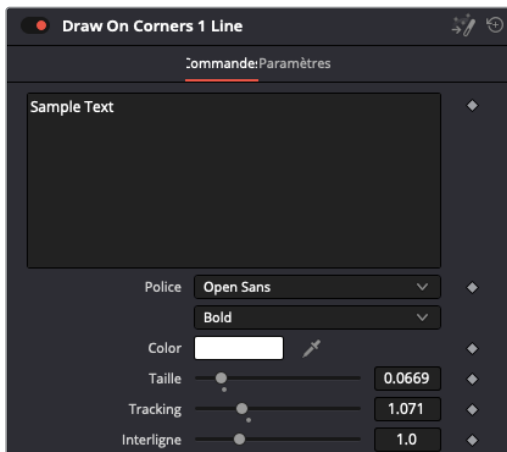 Draw On Corners 1 Line
Commandes Paramètres
Sample Text
Police Open Sans
Bold
Color
Taille 0.0669
Tracking 1.071
Interligne 1.0